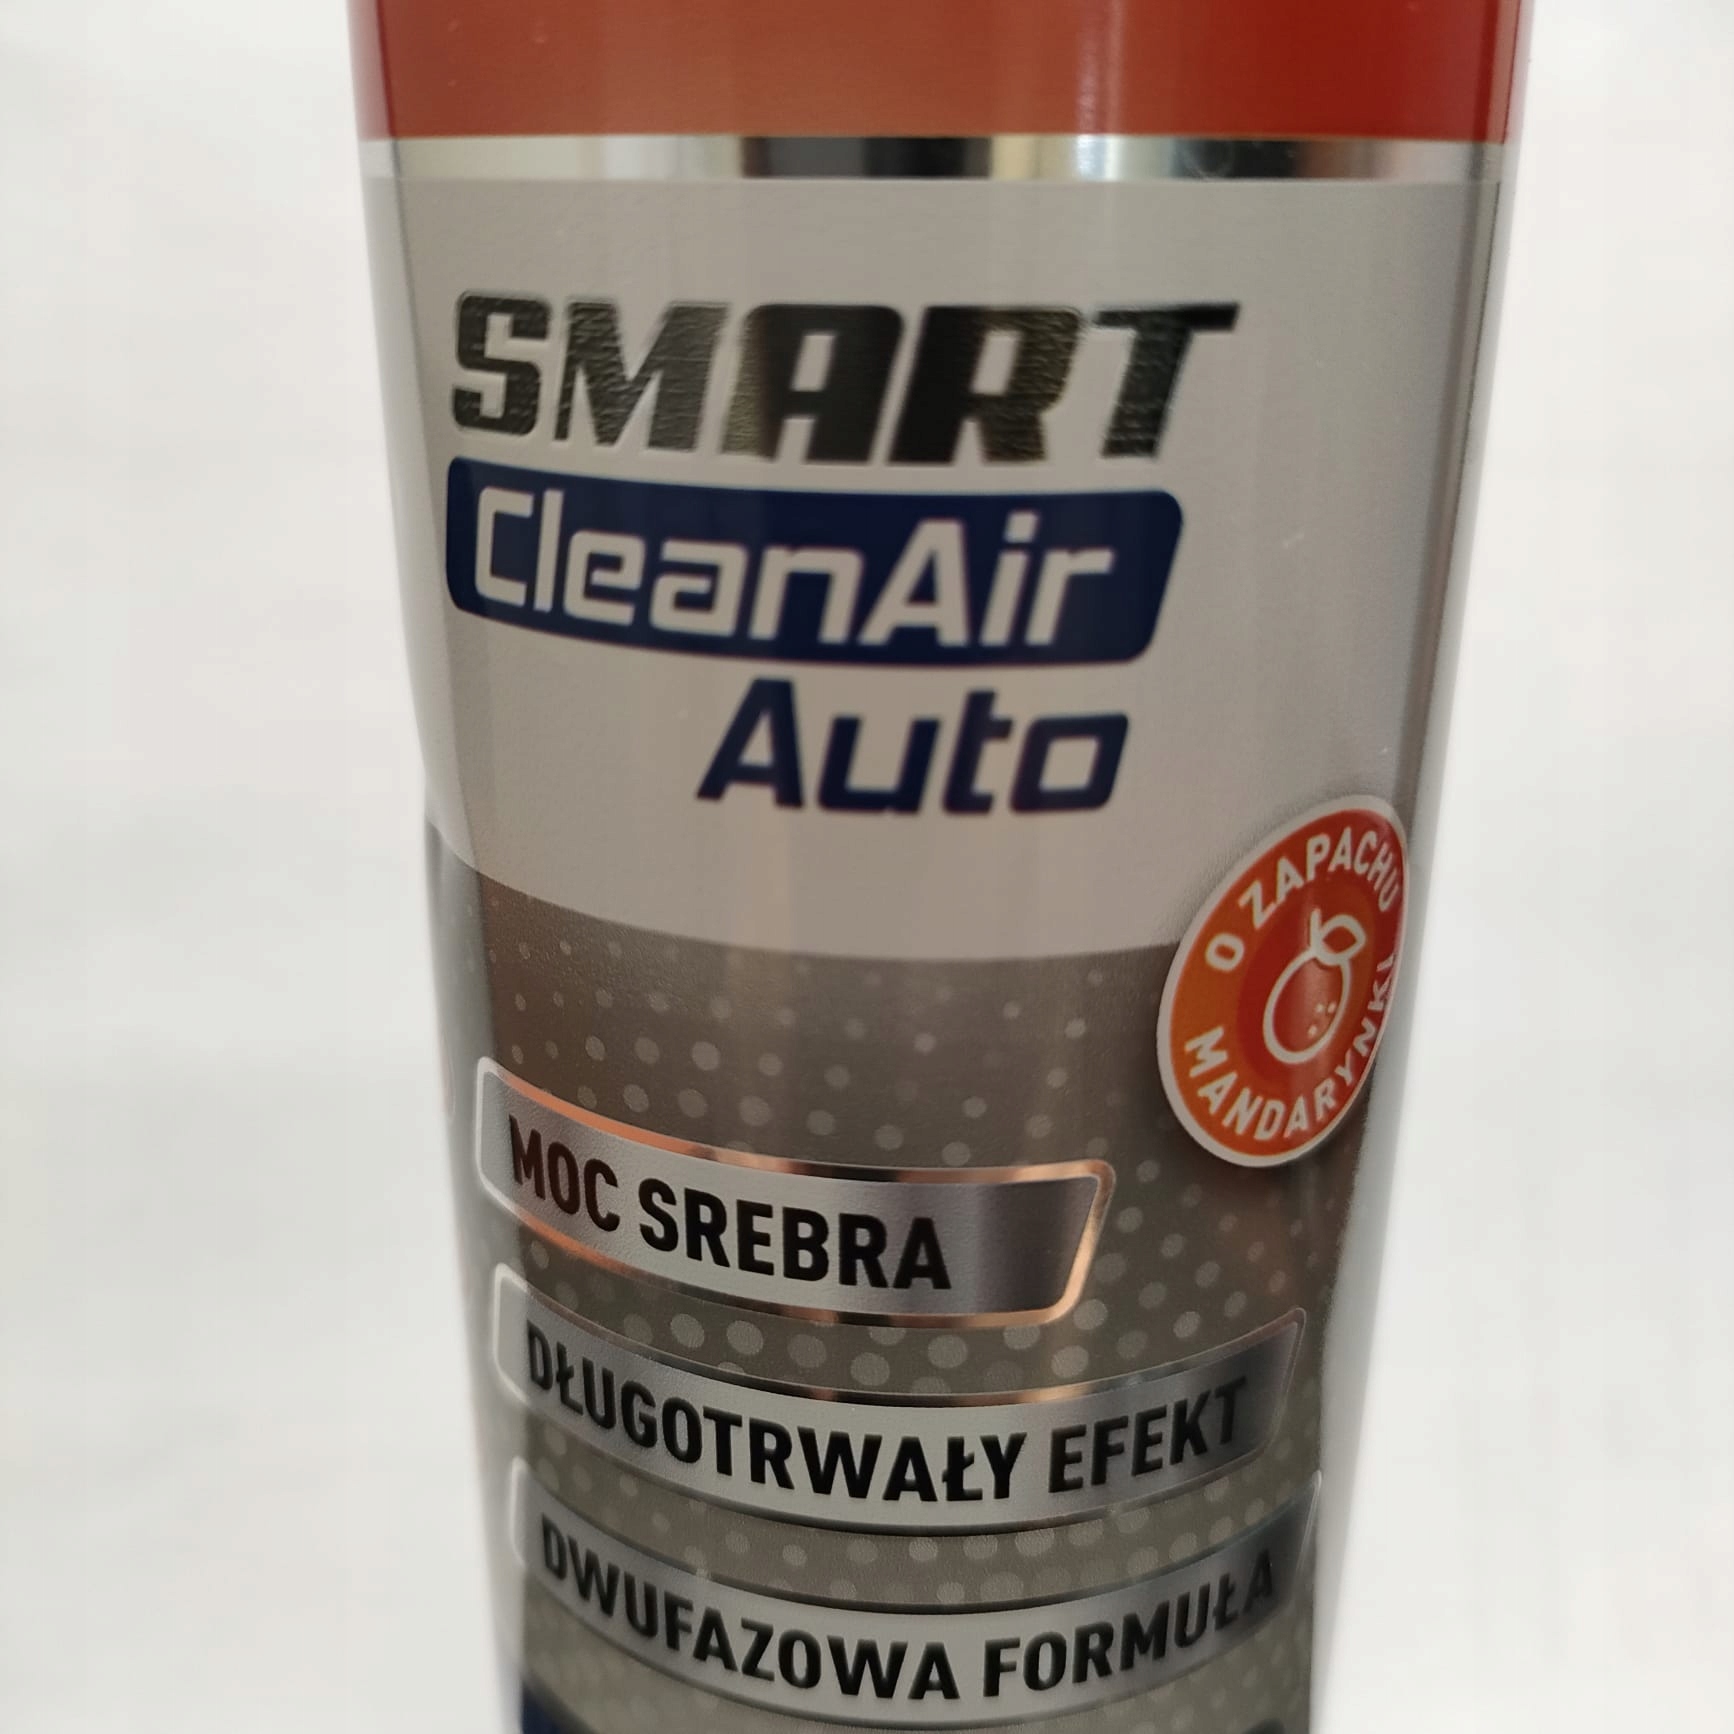 SMART
CleanAir
Auto
O ZAPACHU
MANDARYNKI
MOC SREBRA
DŁUGOTRWAŁY EFEKT
DWUFAZOWA FORMUŁA